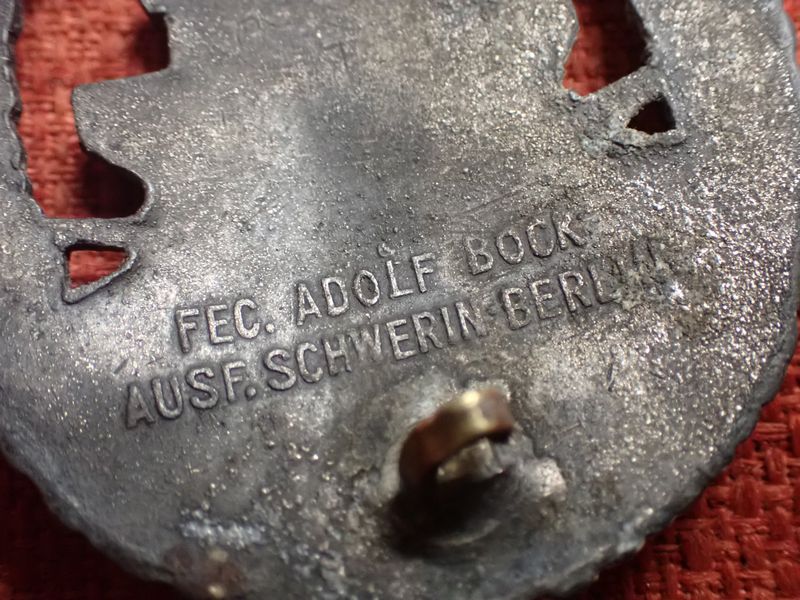 FEC. ADOLF BOCK
AUSF. SCHWERIN-BERLIN